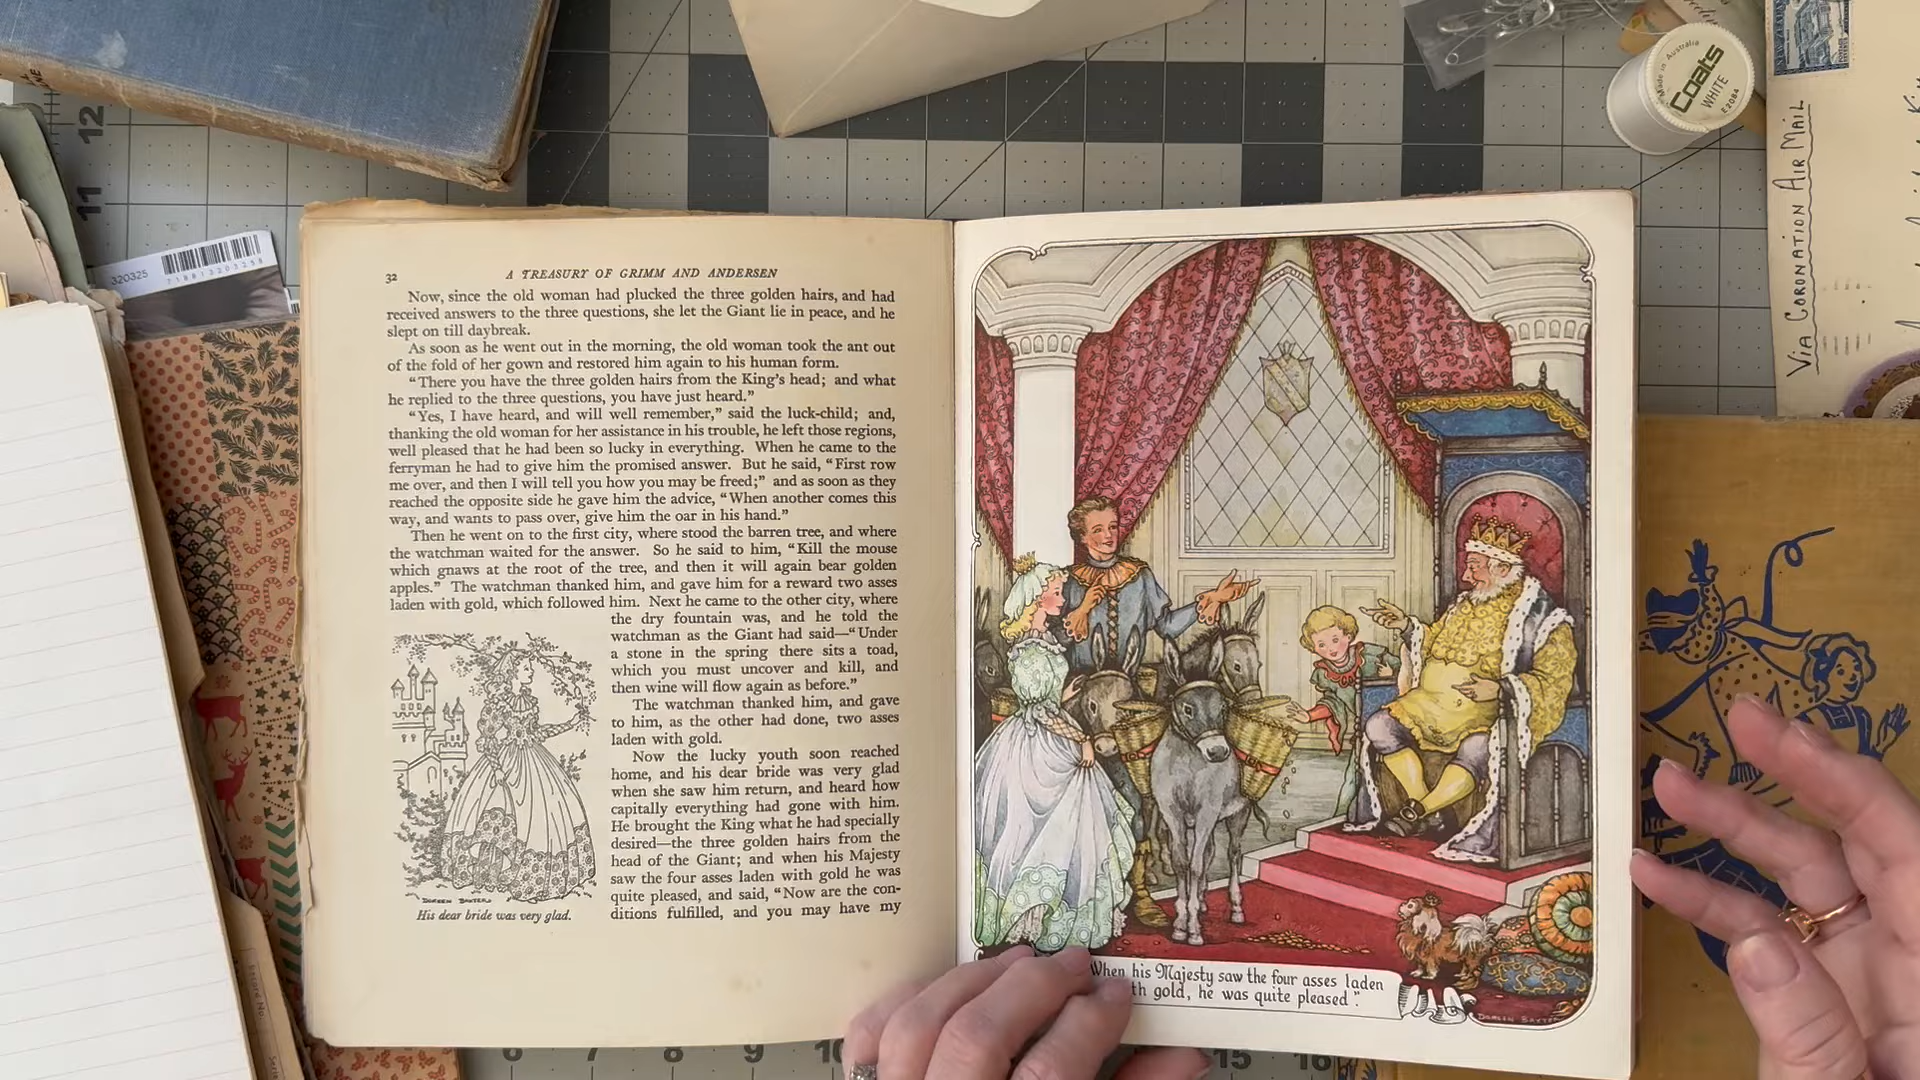 12
11
320325
718813203258
Made in Australia
Coats
WHITE
E2084
VIA CORONATION AIR MAIL
32
A TREASURY OF GRIMM AND ANDERSEN
Now, since the old woman had plucked the three golden hairs, and had
received answers to the three questions, she let the Giant lie in peace, and he
slept on till daybreak.
As soon as he went out in the morning, the old woman took the ant out
of the fold of her gown and restored him again to his human form.
“There you have the three golden hairs from the King's head; and what
he replied to the three questions, you have just heard.”
“Yes, I have heard, and will well remember,” said the luck-child; and,
thanking the old woman for her assistance in his trouble, he left those regions,
well pleased that he had been so lucky in everything. When he came to the
ferryman he had to give him the promised answer. But he said, “First row
me over, and then I will tell you how you may be freed;” and as soon as they
reached the opposite side he gave him the advice, “When another comes this
way, and wants to pass over, give him the oar in his hand.”
Then he went on to the first city, where stood the barren tree, and where
the watchman waited for the answer. So he said to him, “Kill the mouse
which gnaws at the root of the tree, and then it will again bear golden
apples.” The watchman thanked him, and gave him for a reward two asses
laden with gold, which followed him. Next he came to the other city, where
the dry fountain was, and he told the
watchman as the Giant had said—“Under
a stone in the spring there sits a toad,
which you must uncover and kill, and
then wine will flow again as before.”
The watchman thanked him, and gave
to him, as the other had done, two asses
laden with gold.
Now the lucky youth soon reached
home, and his dear bride was very glad
when she saw him return, and heard how
capitally everything had gone with him.
He brought the King what he had specially
desired—the three golden hairs from the
head of the Giant; and when his Majesty
saw the four asses laden with gold he was
quite pleased, and said, “Now are the con-
ditions fulfilled, and you may have my
DOREEN BAXTER
His dear bride was very glad.
When his Majesty saw the four asses laden
th gold, he was quite pleased".
DOREEN BAXTER
6
7
8
9
10
15
16